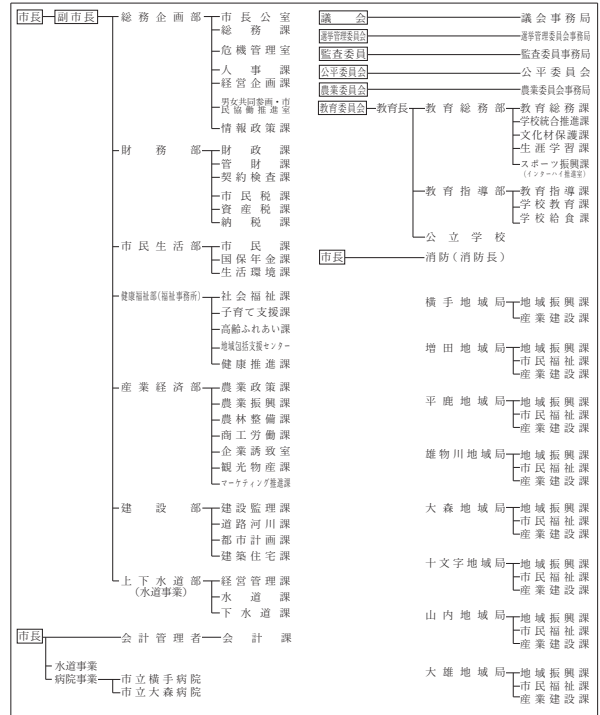 市長 副市長 総務企画部 市長公室
総務課
危機管理室
人事課
経営企画課
男女共同参画・市民協働推進室
情報政策課
財務部 財政課
管財課
契約検査課
市民税課
資産税課
納税課
市民生活部 市民課
国保年金課
生活環境課
健康福祉部(福祉事務所) 社会福祉課
子育て支援課
高齢ふれあい課
地域包括支援センター
健康推進課
産業経済部 農業政策課
農業振興課
農林整備課
商工労働課
企業誘致室
観光物産課
マーケティング推進課
建設部 建設監理課
道路河川課
都市計画課
建築住宅課
上下水道部 経営管理課
(水道事業)
水道課
下水道課
市長 会計管理者 会計課
水道事業
病院事業 市立横手病院
市立大森病院
議会 議会事務局
選挙管理委員会 選挙管理委員会事務局
監査委員 監査委員事務局
公平委員会 公平委員会
農業委員会 農業委員会事務局
教育委員会 教育長 教育総務部 教育総務課
学校統合推進課
文化材保護課
生涯学習課
スポーツ振興課
(インターハイ推進室)
教育指導部 教育指導課
学校教育課
学校給食課
公立学校
市長 消防(消防長)
横手地域局 地域振興課
産業建設課
増田地域局 地域振興課
市民福祉課
産業建設課
平鹿地域局 地域振興課
市民福祉課
産業建設課
雄物川地域局 地域振興課
市民福祉課
産業建設課
大森地域局 地域振興課
市民福祉課
産業建設課
十文字地域局 地域振興課
市民福祉課
産業建設課
山内地域局 地域振興課
市民福祉課
産業建設課
大雄地域局 地域振興課
市民福祉課
産業建設課